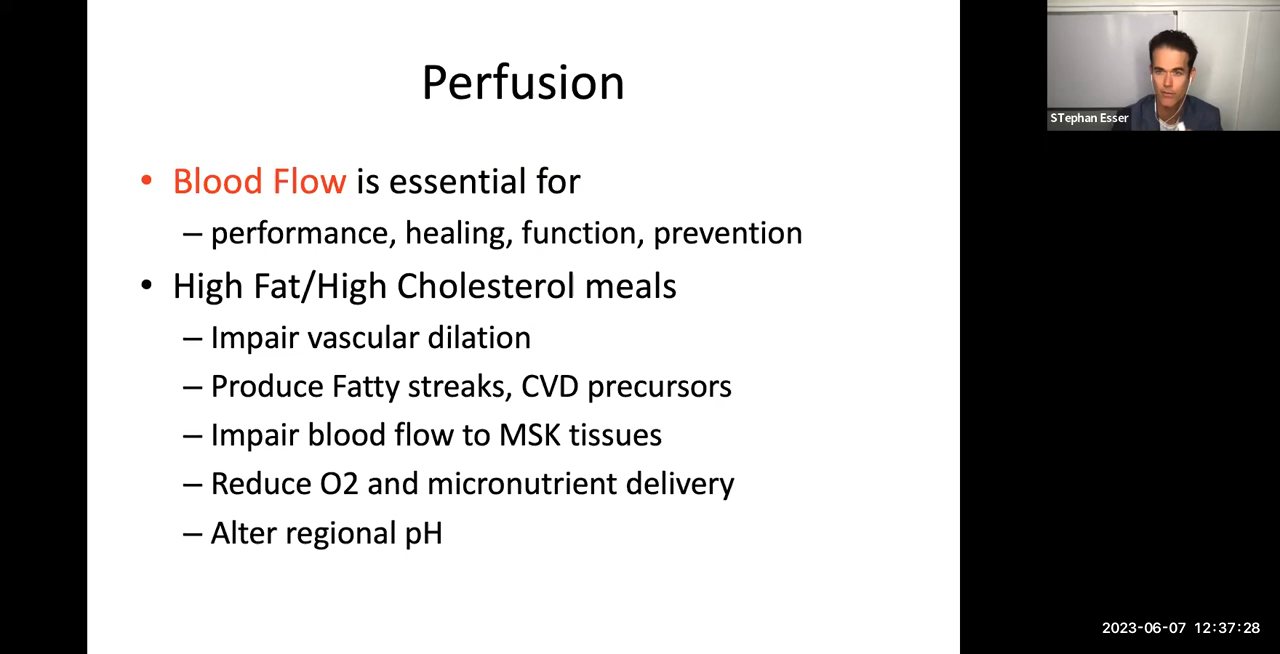 Perfusion
STephan Esser
• Blood Flow is essential for
– performance, healing, function, prevention
• High Fat/High Cholesterol meals
– Impair vascular dilation
– Produce Fatty streaks, CVD precursors
– Impair blood flow to MSK tissues
– Reduce O2 and micronutrient delivery
– Alter regional pH
2023-06-07 12:37:28